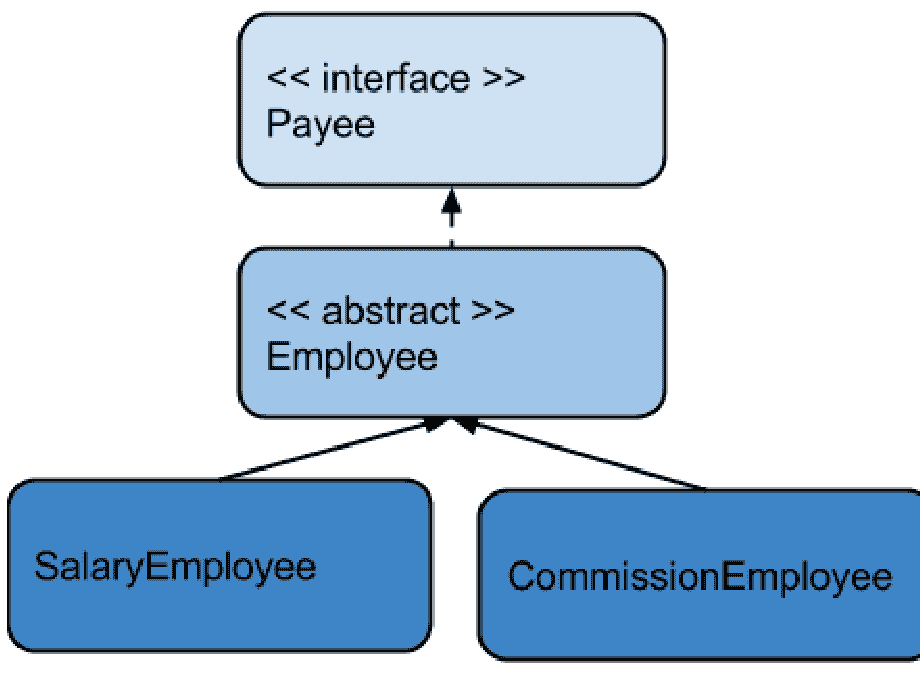 << interface >>
Payee
<< abstract >>
Employee
SalaryEmployee
CommissionEmployee